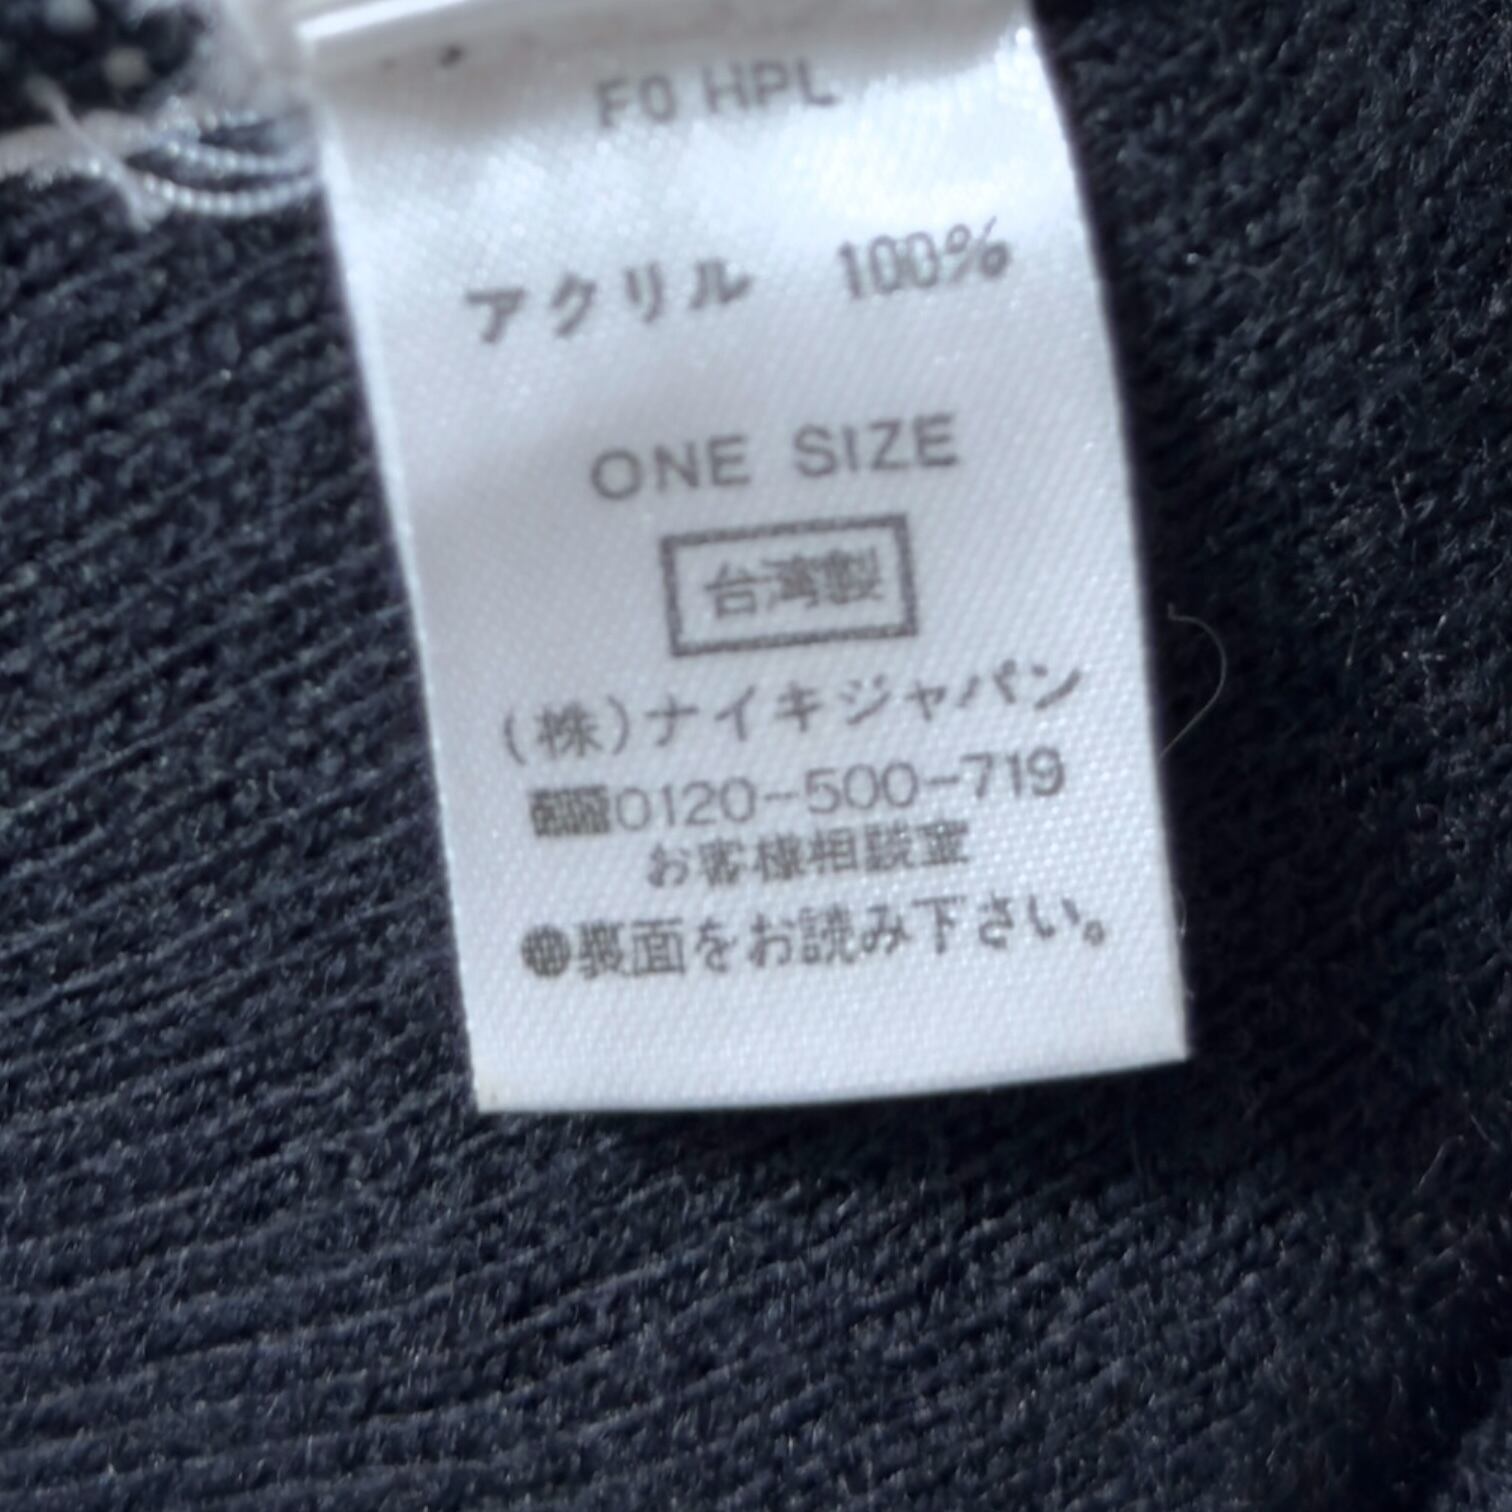 F0 HPL
アクリル 100%
ONE SIZE
台湾製
(株)ナイキジャパン
0120-500-719
お客様相談室
●裏面をお読み下さい。